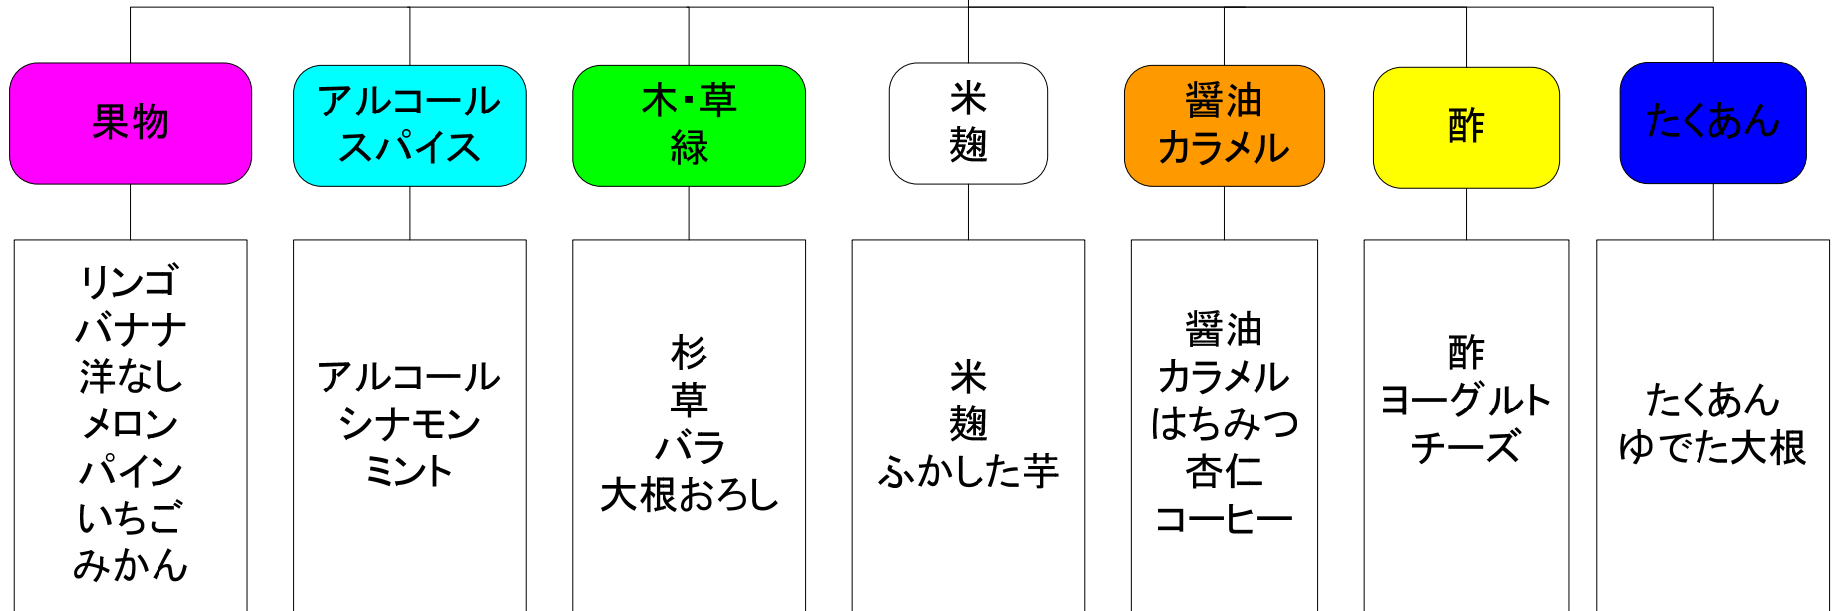 果物
アルコール
スパイス
木・草
緑
米
麹
醤油
カラメル
酢
たくあん
リンゴ
バナナ
洋なし
メロン
パイン
いちご
みかん
アルコール
シナモン
ミント
杉
草
バラ
大根おろし
米
麹
ふかした芋
醤油
カラメル
はちみつ
杏仁
コーヒー
酢
ヨーグルト
チーズ
たくあん
ゆでた大根